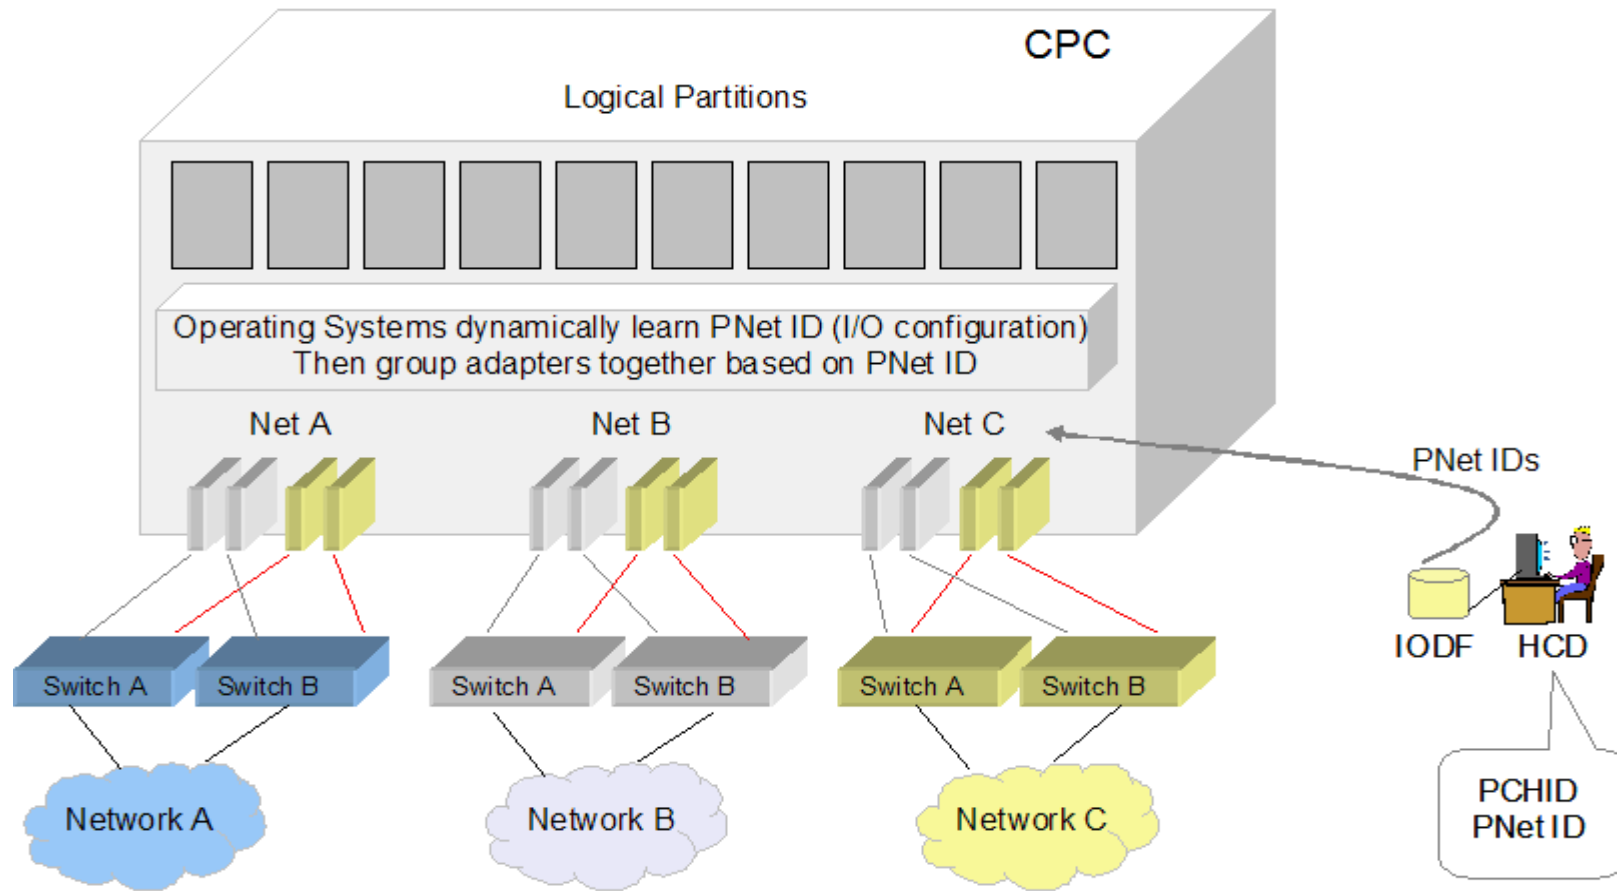 CPC
Logical Partitions
Operating Systems dynamically learn PNet ID (I/O configuration)
Then group adapters together based on PNet ID
Net A
Net B
Net C
PNet IDs
IODF
HCD
Switch A
Switch B
Switch A
Switch B
Switch A
Switch B
Network A
Network B
Network C
PCHID
PNet ID